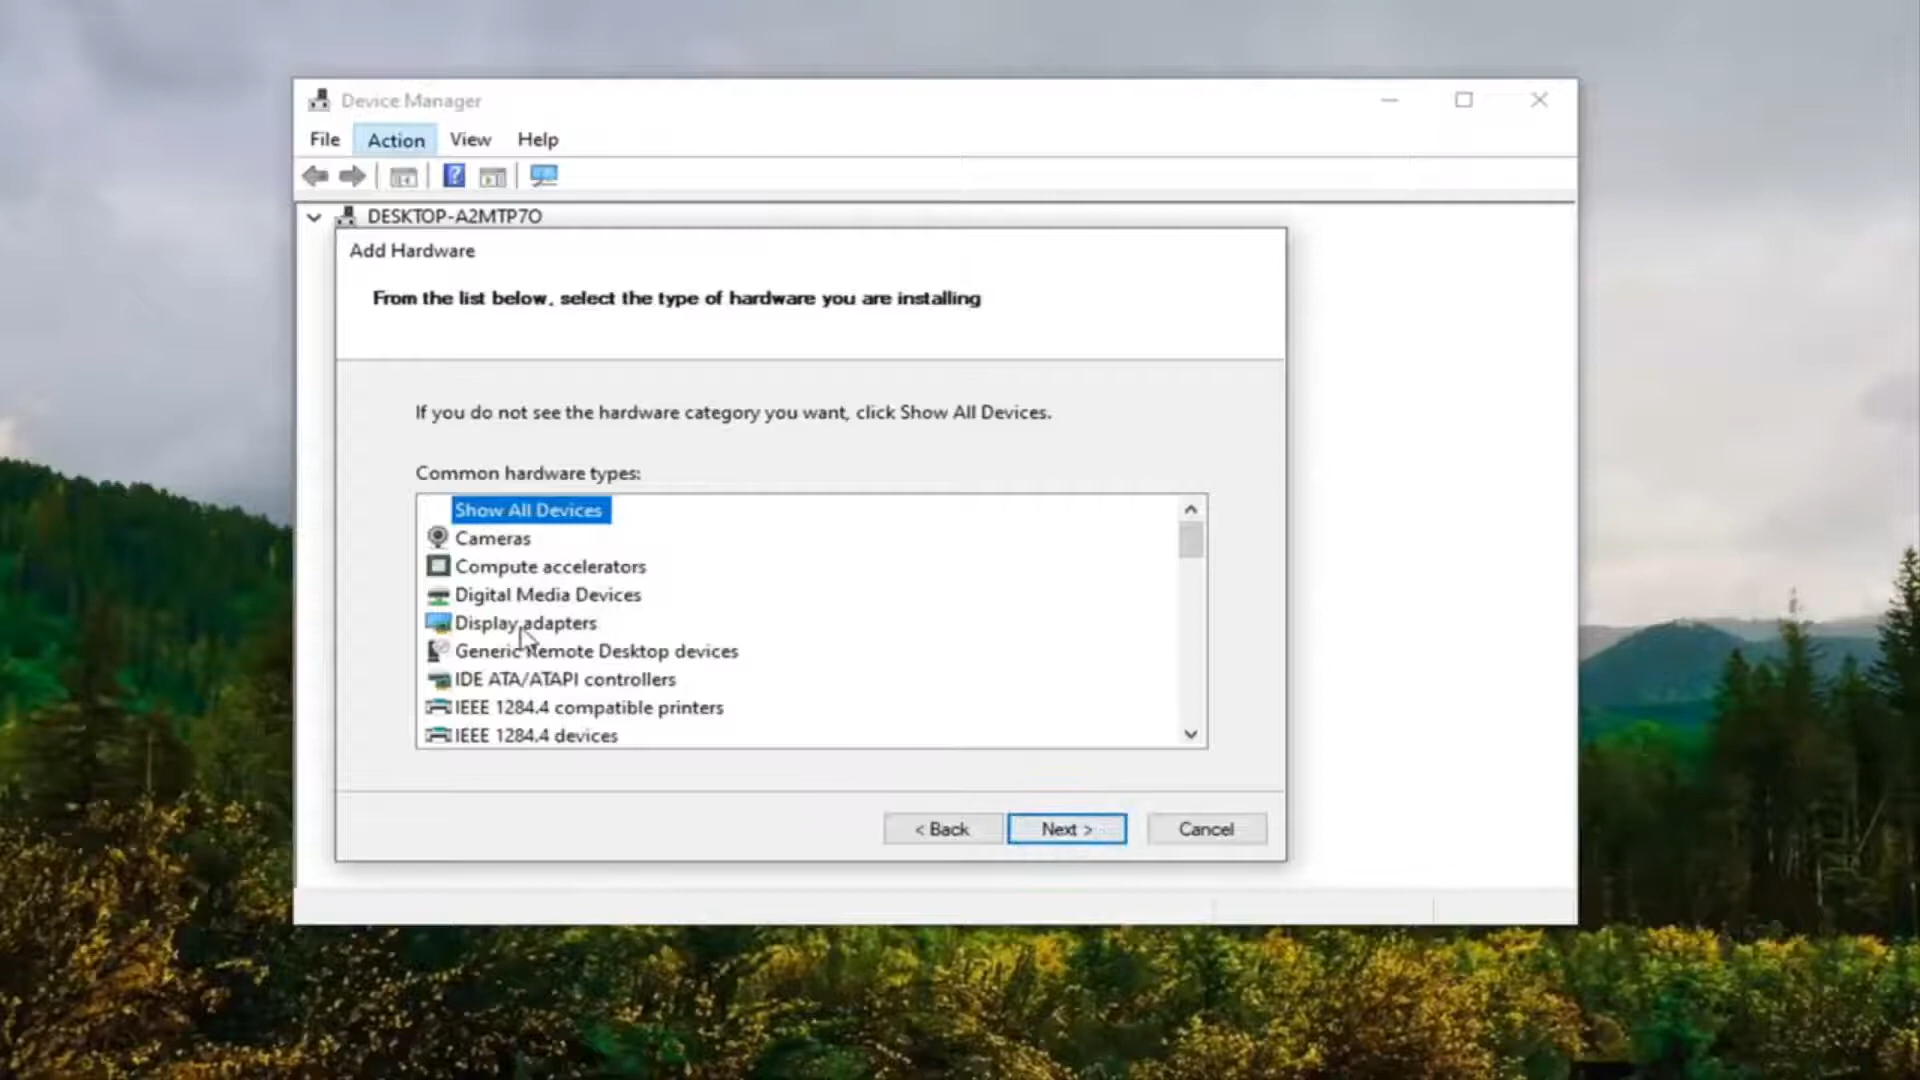 Device Manager
File Action View Help
DESKTOP-A2MTP7O
Add Hardware
From the list below, select the type of hardware you are installing
If you do not see the hardware category you want, click Show All Devices.
Common hardware types:
Show All Devices
Cameras
Compute accelerators
Digital Media Devices
Display adapters
Generic Remote Desktop devices
IDE ATA/ATAPI controllers
IEEE 1284.4 compatible printers
IEEE 1284.4 devices
< Back Next > Cancel